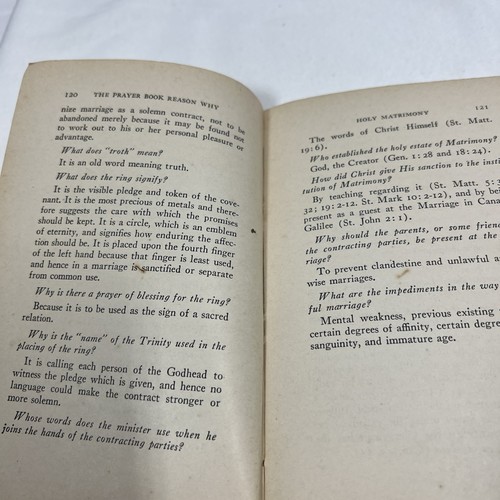 120 THE PRAYER BOOK REASON WHY
nize marriage as a solemn contract, not to be
abandoned merely because it may be found not
to work out to his or her personal pleasure or
advantage.
What does "troth" mean?
It is an old word meaning truth.
What does the ring signify?
It is the visible pledge and token of the cove-
nant. It is the most precious of metals and there-
fore suggests the care with which the promises
should be kept. It is a circle, which is an emblem
of eternity, and signifies how enduring the affec-
tion should be. It is placed upon the fourth finger
of the left hand because that finger is least used,
and hence in a marriage is sanctified or separate
from common use.
Why is there a prayer of blessing for the ring?
Because it is to be used as the sign of a sacred
relation.
Why is the "name" of the Trinity used in the
placing of the ring?
It is calling each person of the Godhead to
witness the pledge which is given, and hence no
language could make the contract stronger or
more solemn.
Whose words does the minister use when he
joins the hands of the contracting parties?
HOLY MATRIMONY 121
The words of Christ Himself (St. Matt.
19:6).
Who established the holy estate of Matrimony?
God, the Creator (Gen. 1:28 and 18:24).
How did Christ give His sanction to the insti
tution of Matrimony?
By teaching regarding it (St. Matt. 5:3
32; 19:2-12. St. Mark 10:2-12), and by bei
present as a guest at the Marriage in Cana
Galilee (St. John 2:1).
Why should the parents, or some friend
the contracting parties, be present at the
riage?
To prevent clandestine and unlawful a
wise marriages.
What are the impediments in the way
ful marriage?
Mental weakness, previous existing
certain degrees of affinity, certain degre
sanguinity, and immature age.